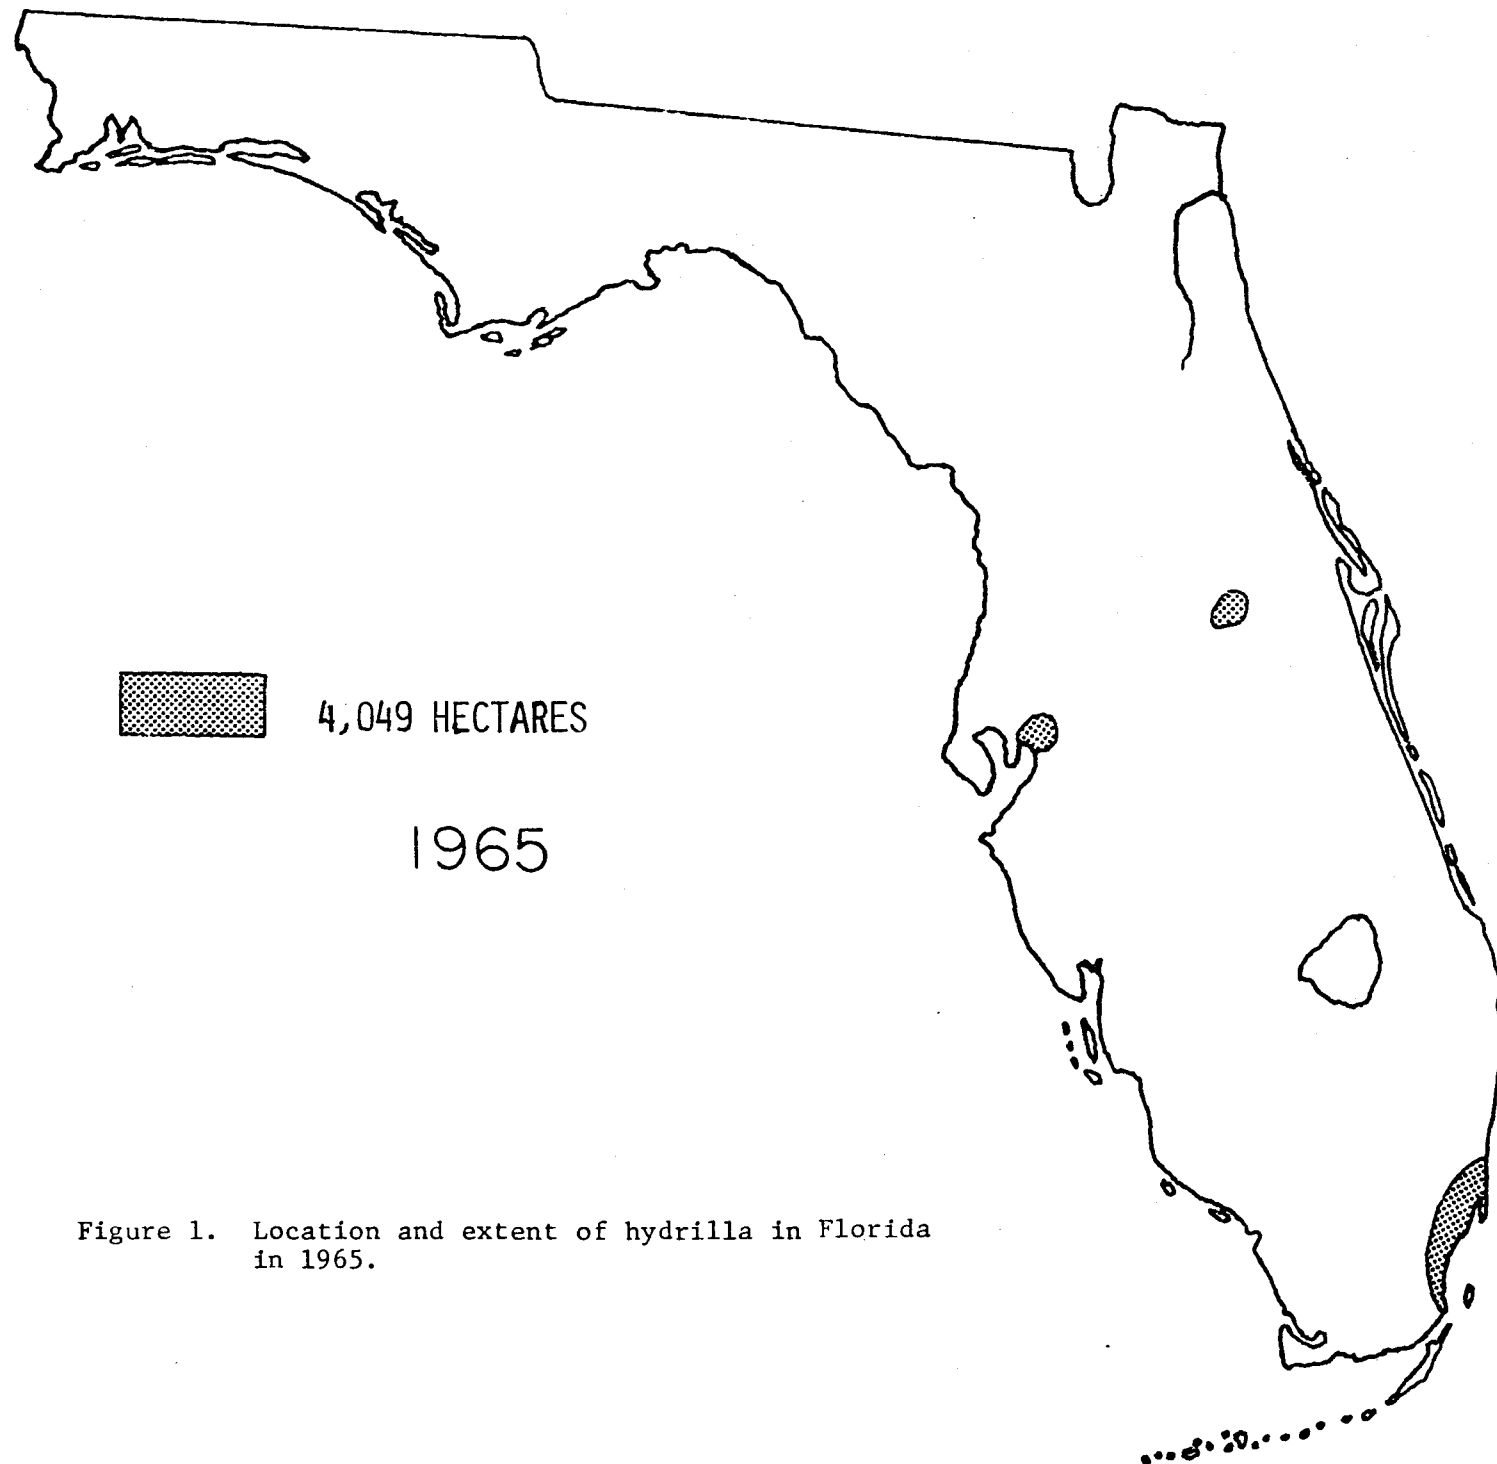 4,049 HECTARES
1965
Figure 1. Location and extent of hydrilla in Florida
in 1965.